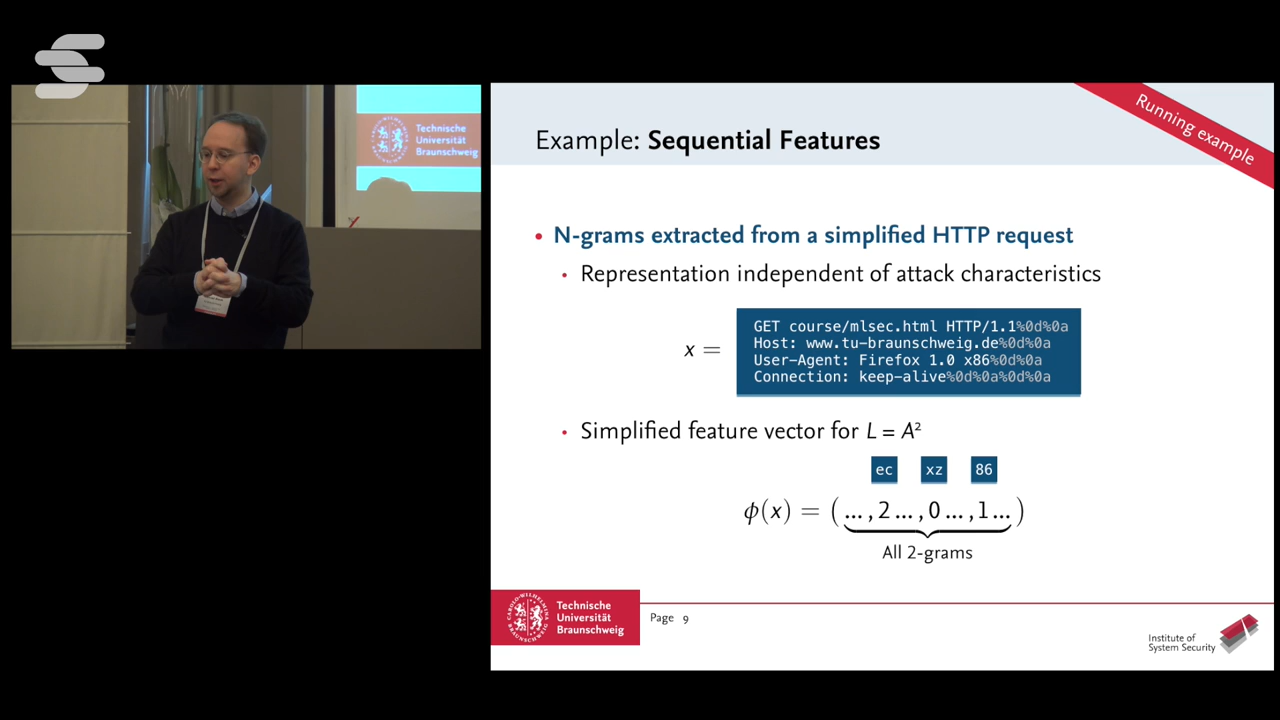 Technische
Universität
Braunschweig
Running example
Example: Sequential Features
• N-grams extracted from a simplified HTTP request
• Representation independent of attack characteristics
x =
GET course/mlsec.html HTTP/1.1%0d%0a
Host: www.tu-braunschweig.de%0d%0a
User-Agent: Firefox 1.0 x86%0d%0a
Connection: keep-alive%0d%0a%0d%0a
• Simplified feature vector for L = A²
ec xz 86
ϕ(x) = (... , 2 ... , 0 ... , 1 ...)
All 2-grams
Technische
Universität
Braunschweig
Page 9
Institute of
System Security